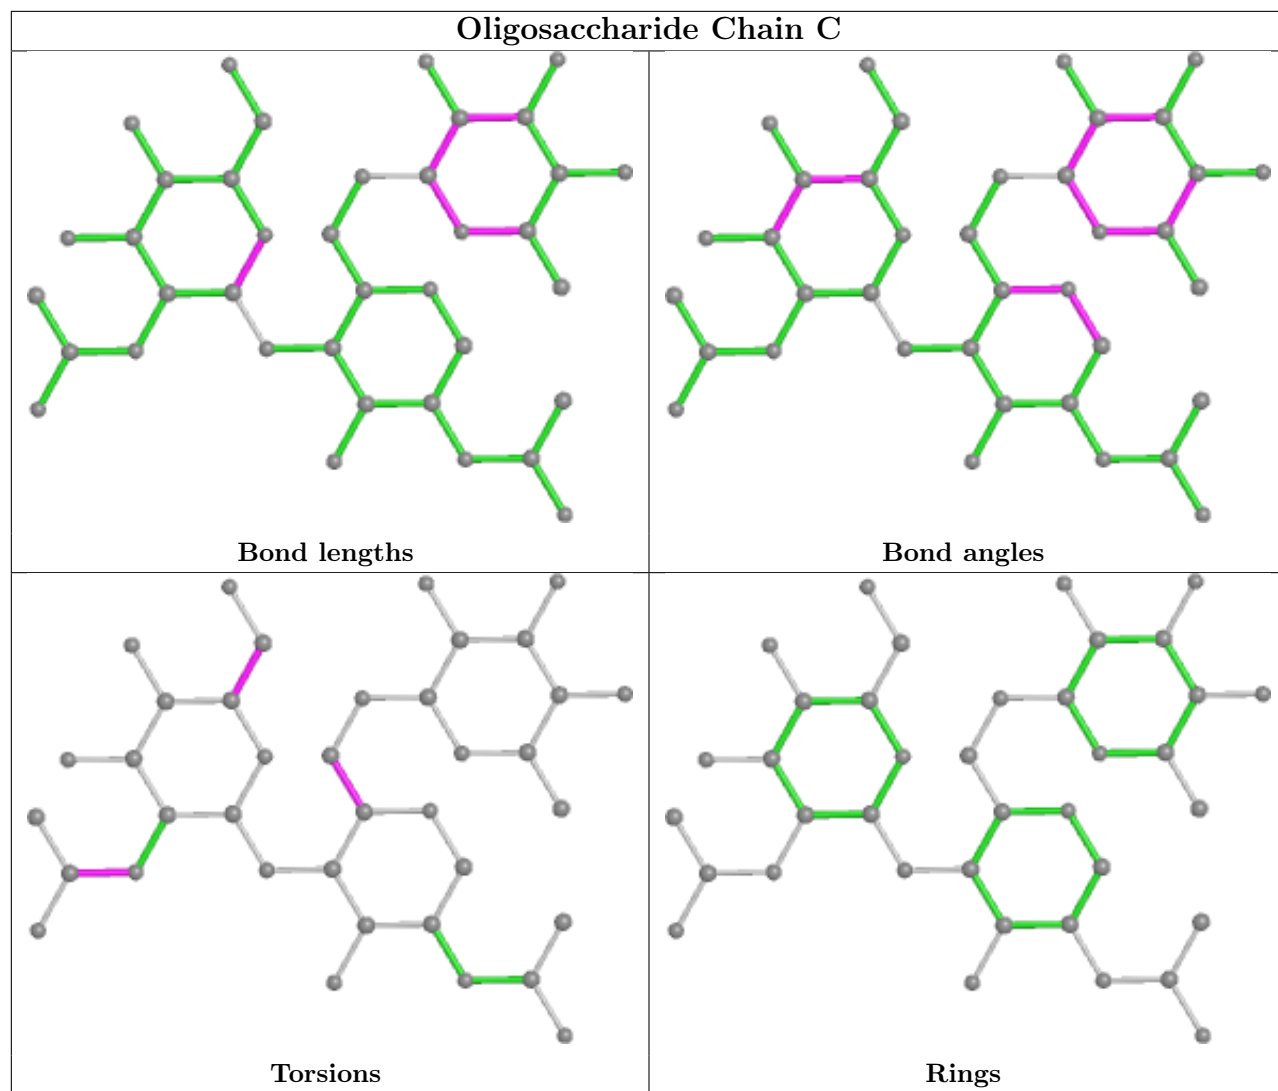 Oligosaccharide Chain C
Bond lengths
Bond angles
Torsions
Rings